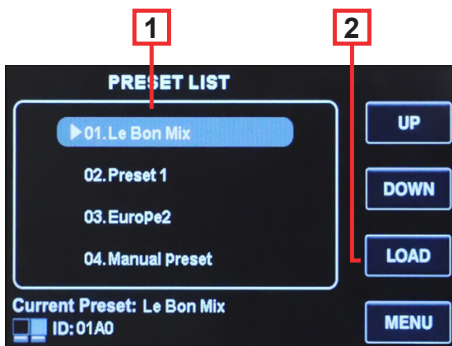 1
2
PRESET LIST
01.Le Bon Mix
02.Preset 1
03.Europe2
04.Manual Preset
UP
DOWN
LOAD
MENU
Current Preset: Le Bon Mix
ID:01A0